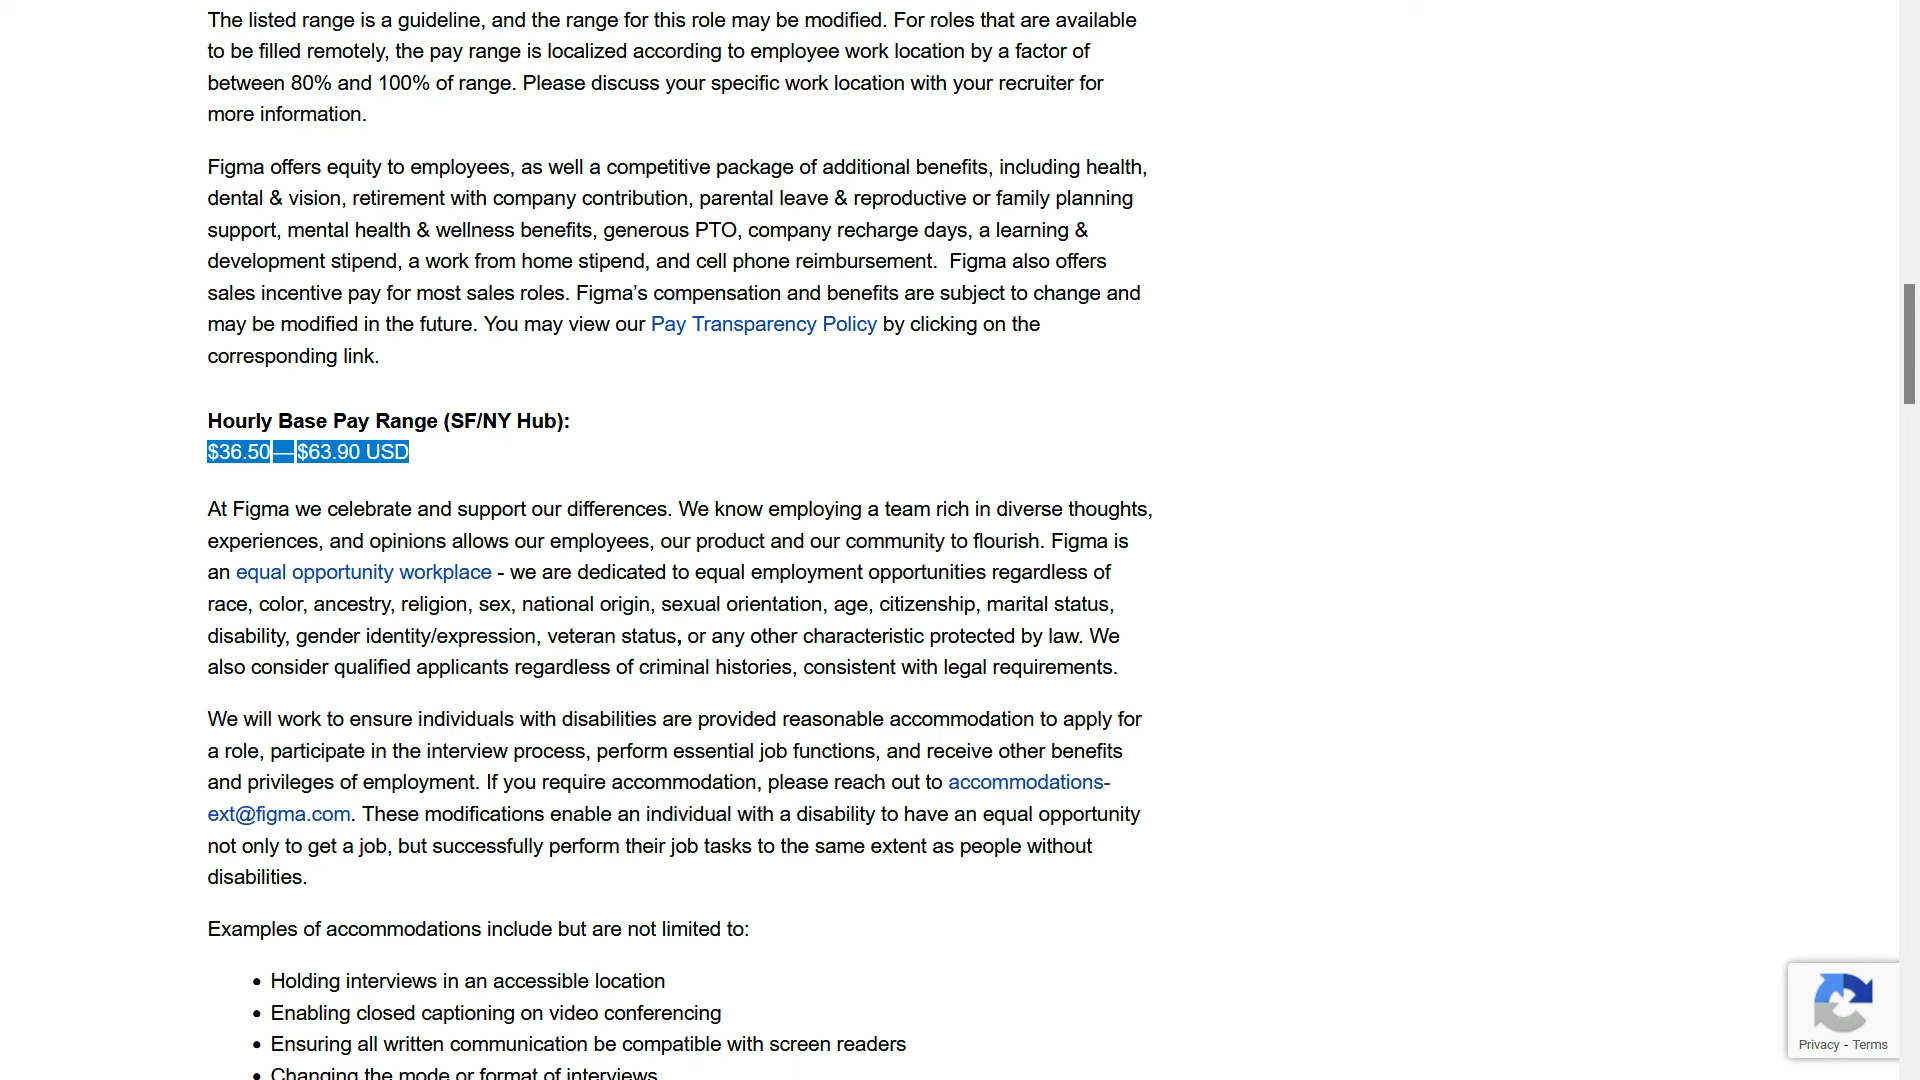 The listed range is a guideline, and the range for this role may be modified. For roles that are available
to be filled remotely, the pay range is localized according to employee work location by a factor of
between 80% and 100% of range. Please discuss your specific work location with your recruiter for
more information.
Figma offers equity to employees, as well a competitive package of additional benefits, including health,
dental & vision, retirement with company contribution, parental leave & reproductive or family planning
support, mental health & wellness benefits, generous PTO, company recharge days, a learning &
development stipend, a work from home stipend, and cell phone reimbursement.  Figma also offers
sales incentive pay for most sales roles. Figma’s compensation and benefits are subject to change and
may be modified in the future. You may view our Pay Transparency Policy by clicking on the
corresponding link.
Hourly Base Pay Range (SF/NY Hub):
$36.50—$63.90 USD
At Figma we celebrate and support our differences. We know employing a team rich in diverse thoughts,
experiences, and opinions allows our employees, our product and our community to flourish. Figma is
an equal opportunity workplace - we are dedicated to equal employment opportunities regardless of
race, color, ancestry, religion, sex, national origin, sexual orientation, age, citizenship, marital status,
disability, gender identity/expression, veteran status, or any other characteristic protected by law. We
also consider qualified applicants regardless of criminal histories, consistent with legal requirements.
We will work to ensure individuals with disabilities are provided reasonable accommodation to apply for
a role, participate in the interview process, perform essential job functions, and receive other benefits
and privileges of employment. If you require accommodation, please reach out to accommodations-
ext@figma.com. These modifications enable an individual with a disability to have an equal opportunity
not only to get a job, but successfully perform their job tasks to the same extent as people without
disabilities.
Examples of accommodations include but are not limited to:
• Holding interviews in an accessible location
• Enabling closed captioning on video conferencing
• Ensuring all written communication be compatible with screen readers
• Changing the mode or format of interviews
Privacy - Terms